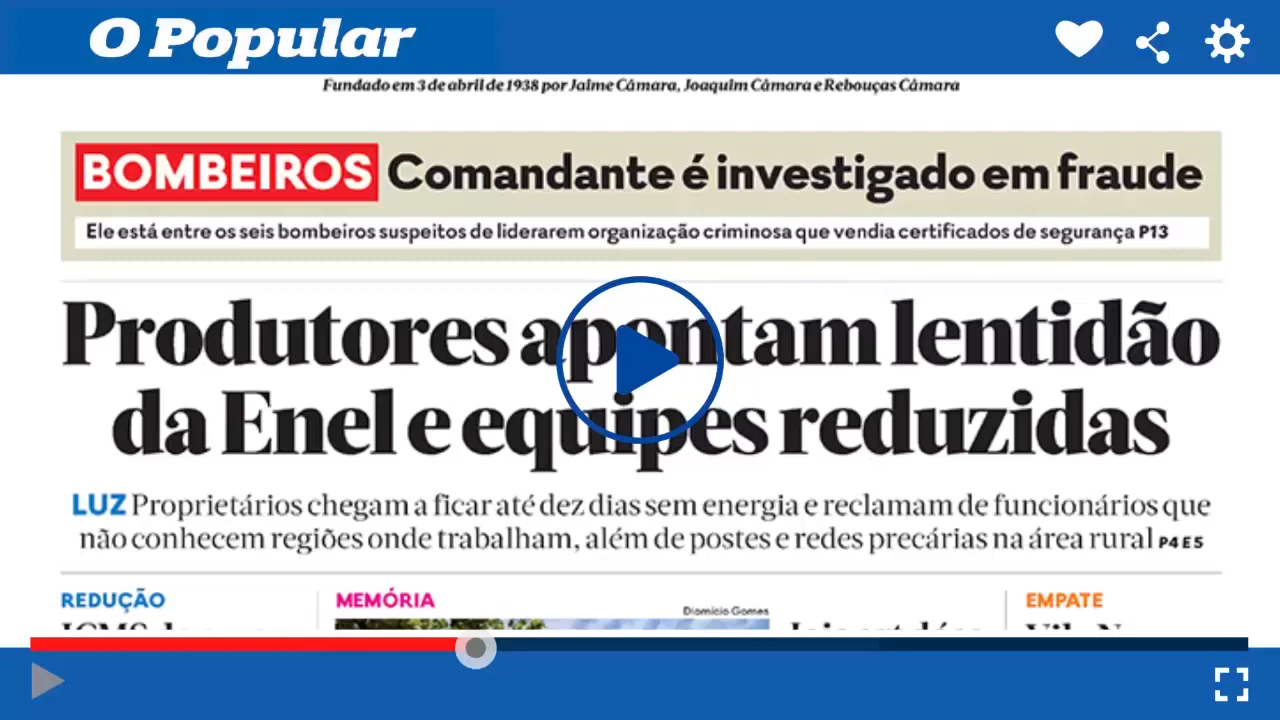 O Popular
Fundado em 3 de abril de 1938 por Jaime Câmara, Joaquim Câmara e Rebouças Câmara
BOMBEIROS Comandante é investigado em fraude
Ele está entre os seis bombeiros suspeitos de liderarem organização criminosa que vendia certificados de segurança P13
Produtores apontam lentidão
da Enel e equipes reduzidas
LUZ Proprietários chegam a ficar até dez dias sem energia e reclamam de funcionários que
não conhecem regiões onde trabalham, além de postes e redes precárias na área rural P4 E 5
REDUÇÃO
MEMÓRIA
Diomício Gomes
EMPATE